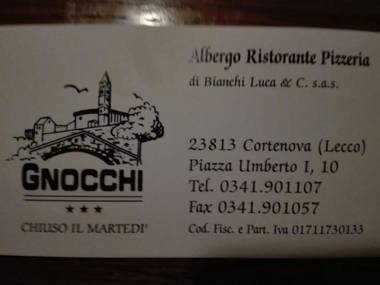 Albergo Ristorante Pizzeria
di Bianchi Luca & C. s.a.s.
GNOCCHI
★★★
CHIUSO IL MARTEDI'
23813 Cortenova (Lecco)
Piazza Umberto I, 10
Tel. 0341.901107
Fax 0341.901057
Cod. Fisc. e Part. Iva 01711730133